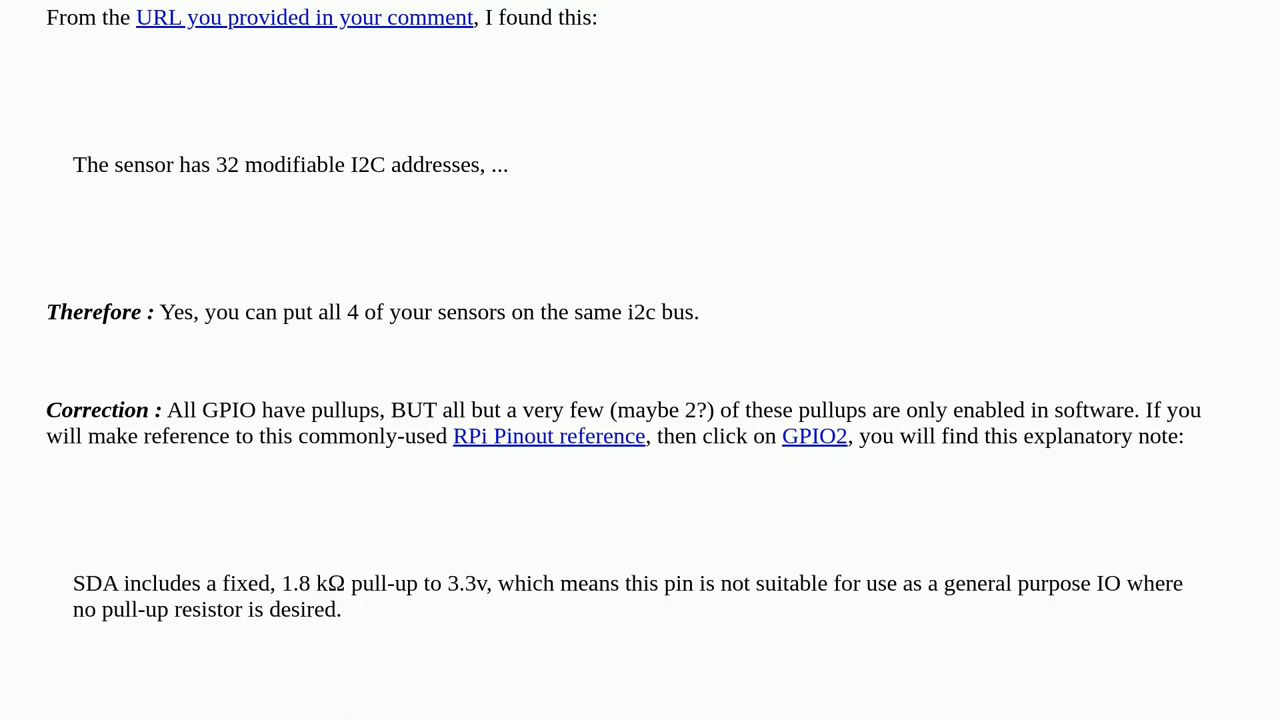 From the URL you provided in your comment, I found this:
The sensor has 32 modifiable I2C addresses, ...
Therefore : Yes, you can put all 4 of your sensors on the same i2c bus.
Correction : All GPIO have pullups, BUT all but a very few (maybe 2?) of these pullups are only enabled in software. If you
will make reference to this commonly-used RPi Pinout reference, then click on GPIO2, you will find this explanatory note:
SDA includes a fixed, 1.8 kΩ pull-up to 3.3v, which means this pin is not suitable for use as a general purpose IO where
no pull-up resistor is desired.